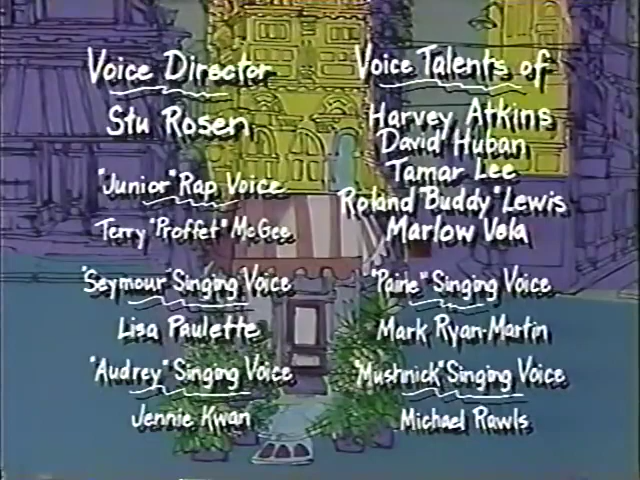 Voice Director
Stu Rosen
"Junior" Rap Voice
Terry "Proffet" McGee
"Seymour" Singing Voice
Lisa Paulette
"Audrey" Singing Voice
Jennie Kwan
Voice Talents of
Harvey Atkins
David Huban
Tamar Lee
Roland "Buddy" Lewis
Marlow Vela
"Paine" Singing Voice
Mark Ryan-Martin
"Mushnick" Singing Voice
Michael Rawls